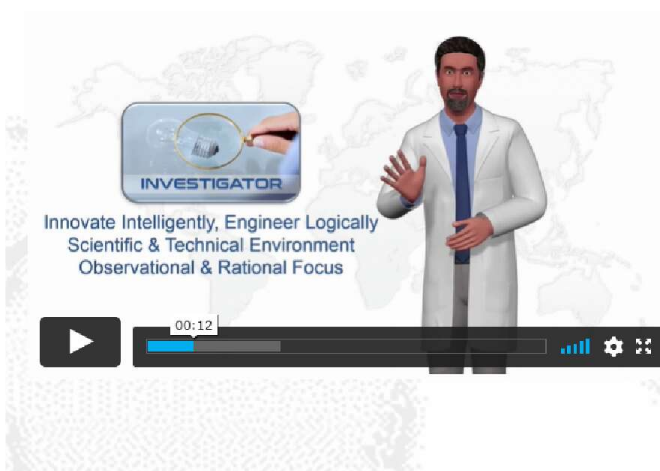 INVESTIGATOR
Innovate Intelligently, Engineer Logically
Scientific & Technical Environment
Observational & Rational Focus
00:12